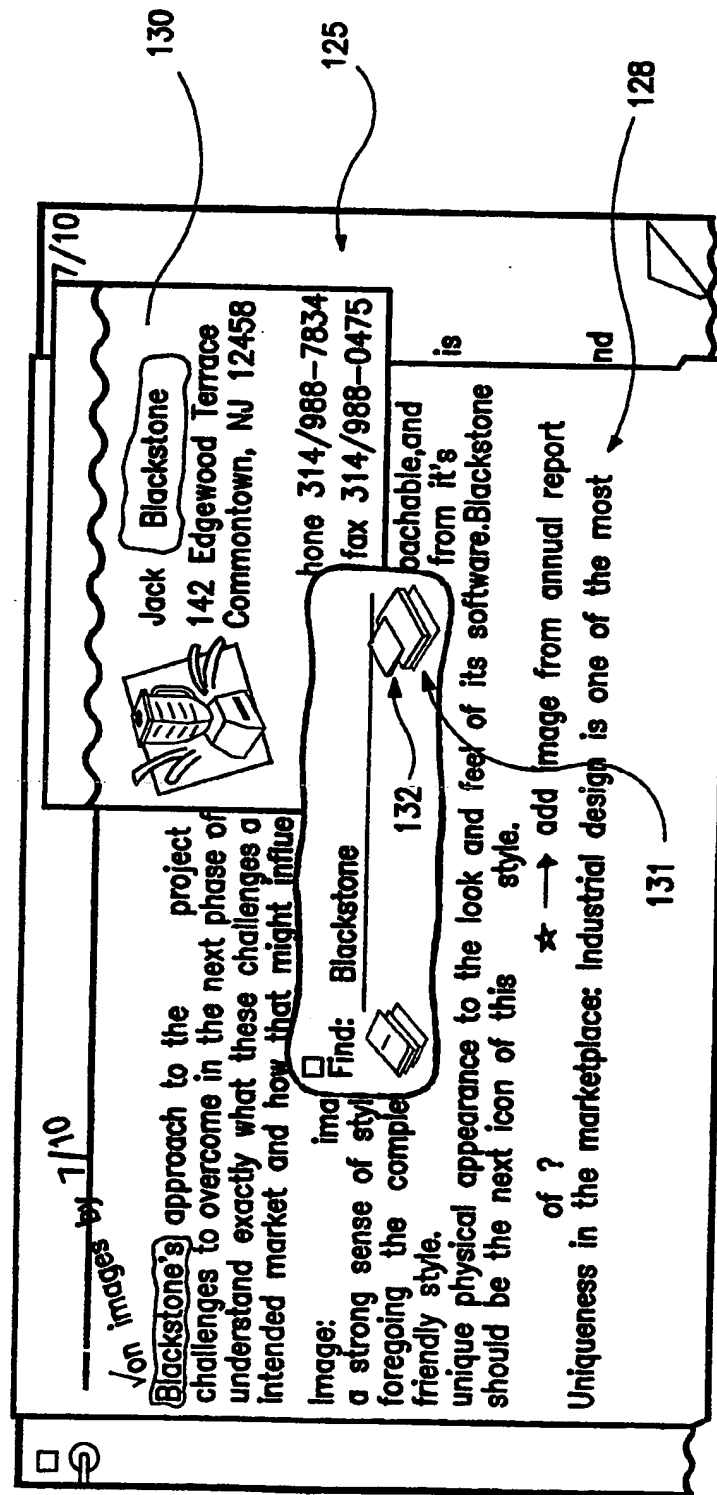 7/10
√on images by 7/10
Blackstone's approach to the project
challenges to overcome in the next phase of
understand exactly what these challenges a
intended market and how that might influe
Image: ima
a strong sense of styl
foregoing the comple
friendly style.
unique physical appearance to the look and feel of its software.Blackstone
should be the next icon of this style.
of ?
☆ → add image from annual report
Uniqueness in the marketplace: Industrial design is one of the most
Jack Blackstone
142 Edgewood Terrace
Commontown, NJ 12458
hone 314/988-7834
fax 314/988-0475
oachable,and
from it's
is
nd
Find: Blackstone
132
131
130
125
128